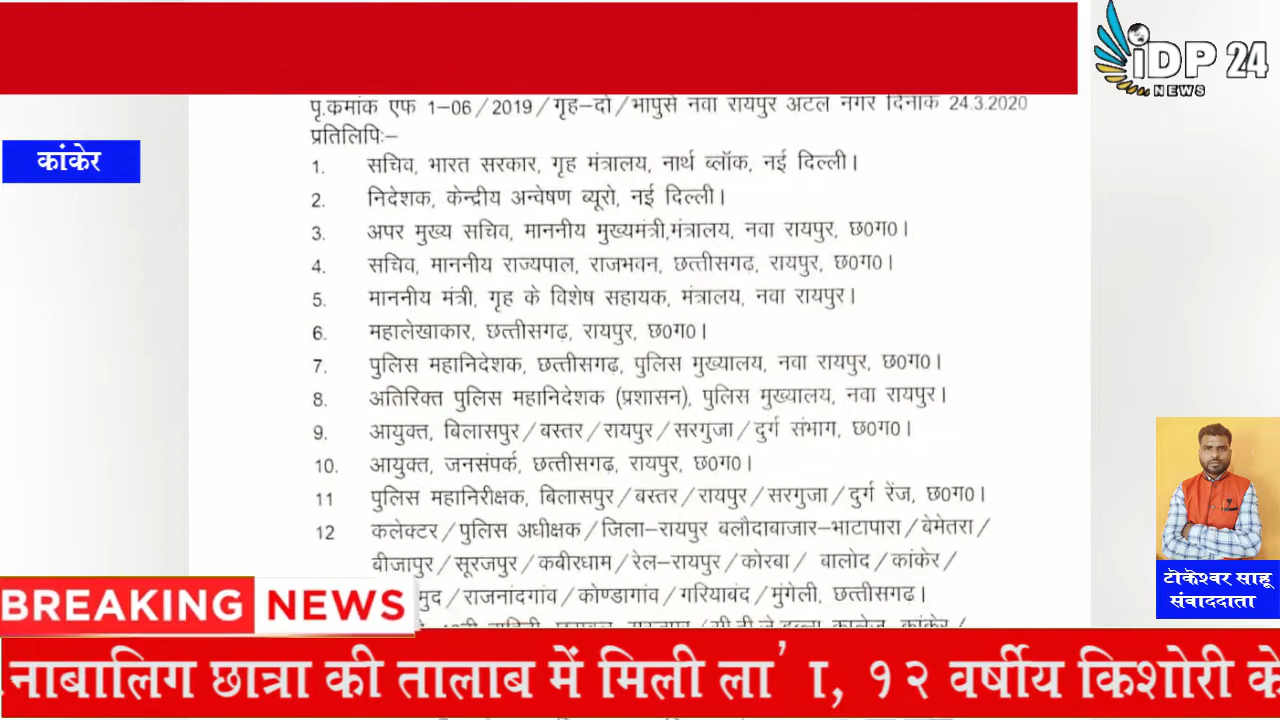 iDP 24
NEWS
पृ.कमांक एफ 1-06/2019/गृह-दो/भापुसे नवा रायपुर अटल नगर दिनांक 24.3.2020
प्रतिलिपिः-
कांकेर
1. सचिव, भारत सरकार, गृह मंत्रालय, नार्थ ब्लॉक, नई दिल्ली।
2. निदेशक, केन्द्रीय अन्वेषण ब्यूरो, नई दिल्ली।
3. अपर मुख्य सचिव, माननीय मुख्यमंत्री,मंत्रालय, नवा रायपुर, छ0ग0।
4. सचिव, माननीय राज्यपाल, राजभवन, छत्तीसगढ़, रायपुर, छ0ग0।
5. माननीय मंत्री, गृह के विशेष सहायक, मंत्रालय, नवा रायपुर।
6. महालेखाकार, छत्तीसगढ़, रायपुर, छ0ग0।
7. पुलिस महानिदेशक, छत्तीसगढ़, पुलिस मुख्यालय, नवा रायपुर, छ0ग0।
8. अतिरिक्त पुलिस महानिदेशक (प्रशासन), पुलिस मुख्यालय, नवा रायपुर।
9. आयुक्त, बिलासपुर/बस्तर/रायपुर/सरगुजा/दुर्ग संभाग, छ0ग0।
10. आयुक्त, जनसंपर्क, छत्तीसगढ़, रायपुर, छ0ग0।
11 पुलिस महानिरीक्षक, बिलासपुर/बस्तर/रायपुर/सरगुजा/दुर्ग रेंज, छ0ग0।
12 कलेक्टर/पुलिस अधीक्षक/जिला-रायपुर बलौदाबाजार-भाटापारा/बेमेतरा/
बीजापुर/सूरजपुर/कबीरधाम/रेल-रायपुर/कोरबा/ बालोद/कांकेर/
मुद/राजनांदगांव/कोण्डागांव/गरियाबंद/मुंगेली, छत्तीसगढ़।
टोकेश्वर साहू
संवाददाता
BREAKING NEWS
नाबालिग छात्रा की तालाब में मिली ला' ा, १२ वर्षीय किशोरी के